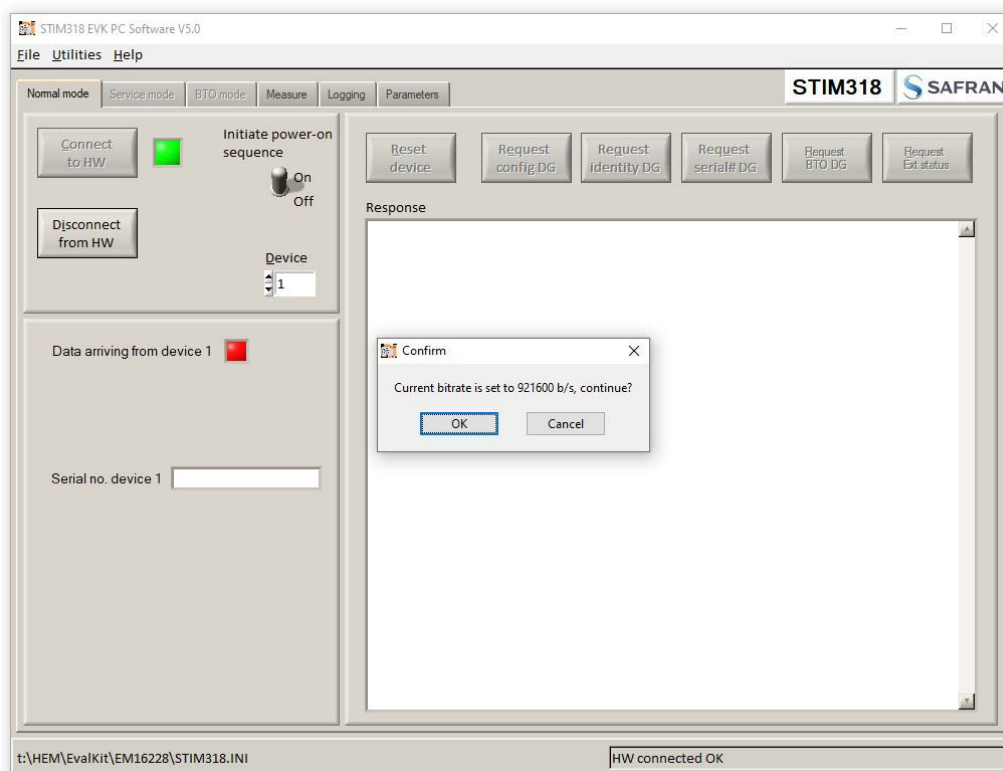 STIM318 EVK PC Software V5.0
File Utilities Help
Normal mode Service mode BTO mode Measure Logging Parameters
STIM318 SAFRAN
Connect
to HW
Initiate power-on
sequence
On
Off
Disconnect
from HW
Device
1
Reset
device
Request
config DG
Request
identity DG
Request
serial# DG
Request
BTO DG
Request
Ext status
Response
Data arriving from device 1
Serial no. device 1
Confirm
Current bitrate is set to 921600 b/s, continue?
OK Cancel
t:\HEM\EvalKit\EM16228\STIM318.INI
HW connected OK